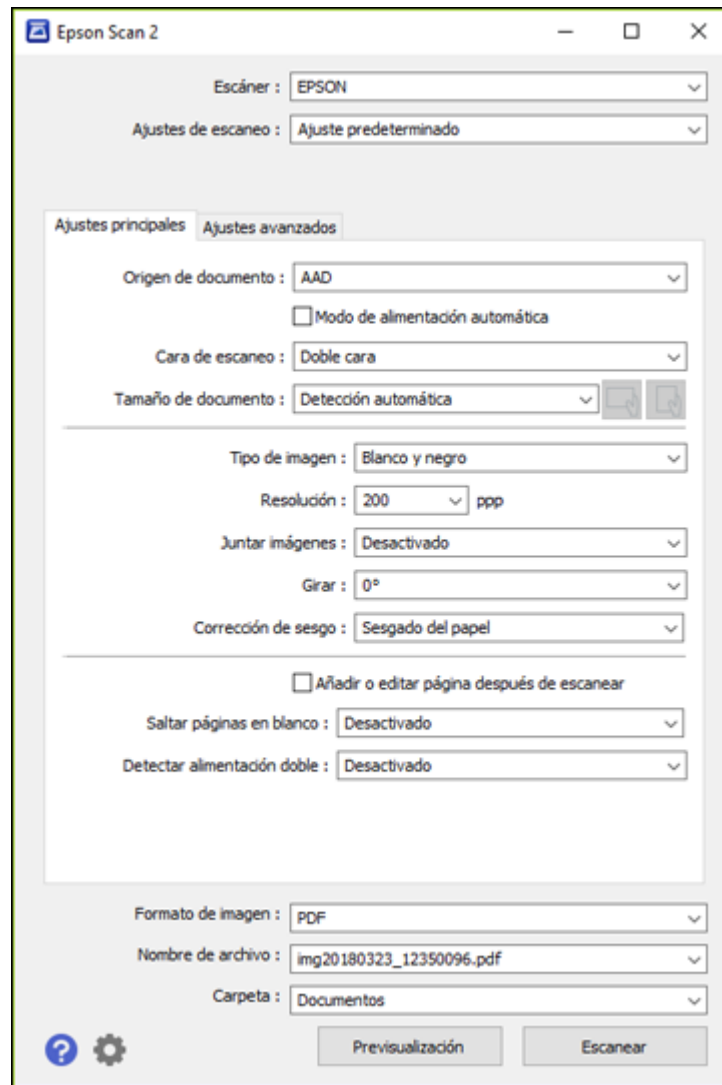 Epson Scan 2
Escáner : EPSON
Ajustes de escaneo : Ajuste predeterminado
Ajustes principales Ajustes avanzados
Origen de documento : AAD
Modo de alimentación automática
Cara de escaneo : Doble cara
Tamaño de documento : Detección automática
Tipo de imagen : Blanco y negro
Resolución : 200 ppp
Juntar imágenes : Desactivado
Girar : 0°
Corrección de sesgo : Sesgado del papel
Añadir o editar página después de escanear
Saltar páginas en blanco : Desactivado
Detectar alimentación doble : Desactivado
Formato de imagen : PDF
Nombre de archivo : img20180323_12350096.pdf
Carpeta : Documentos
? Previsualización Escanear